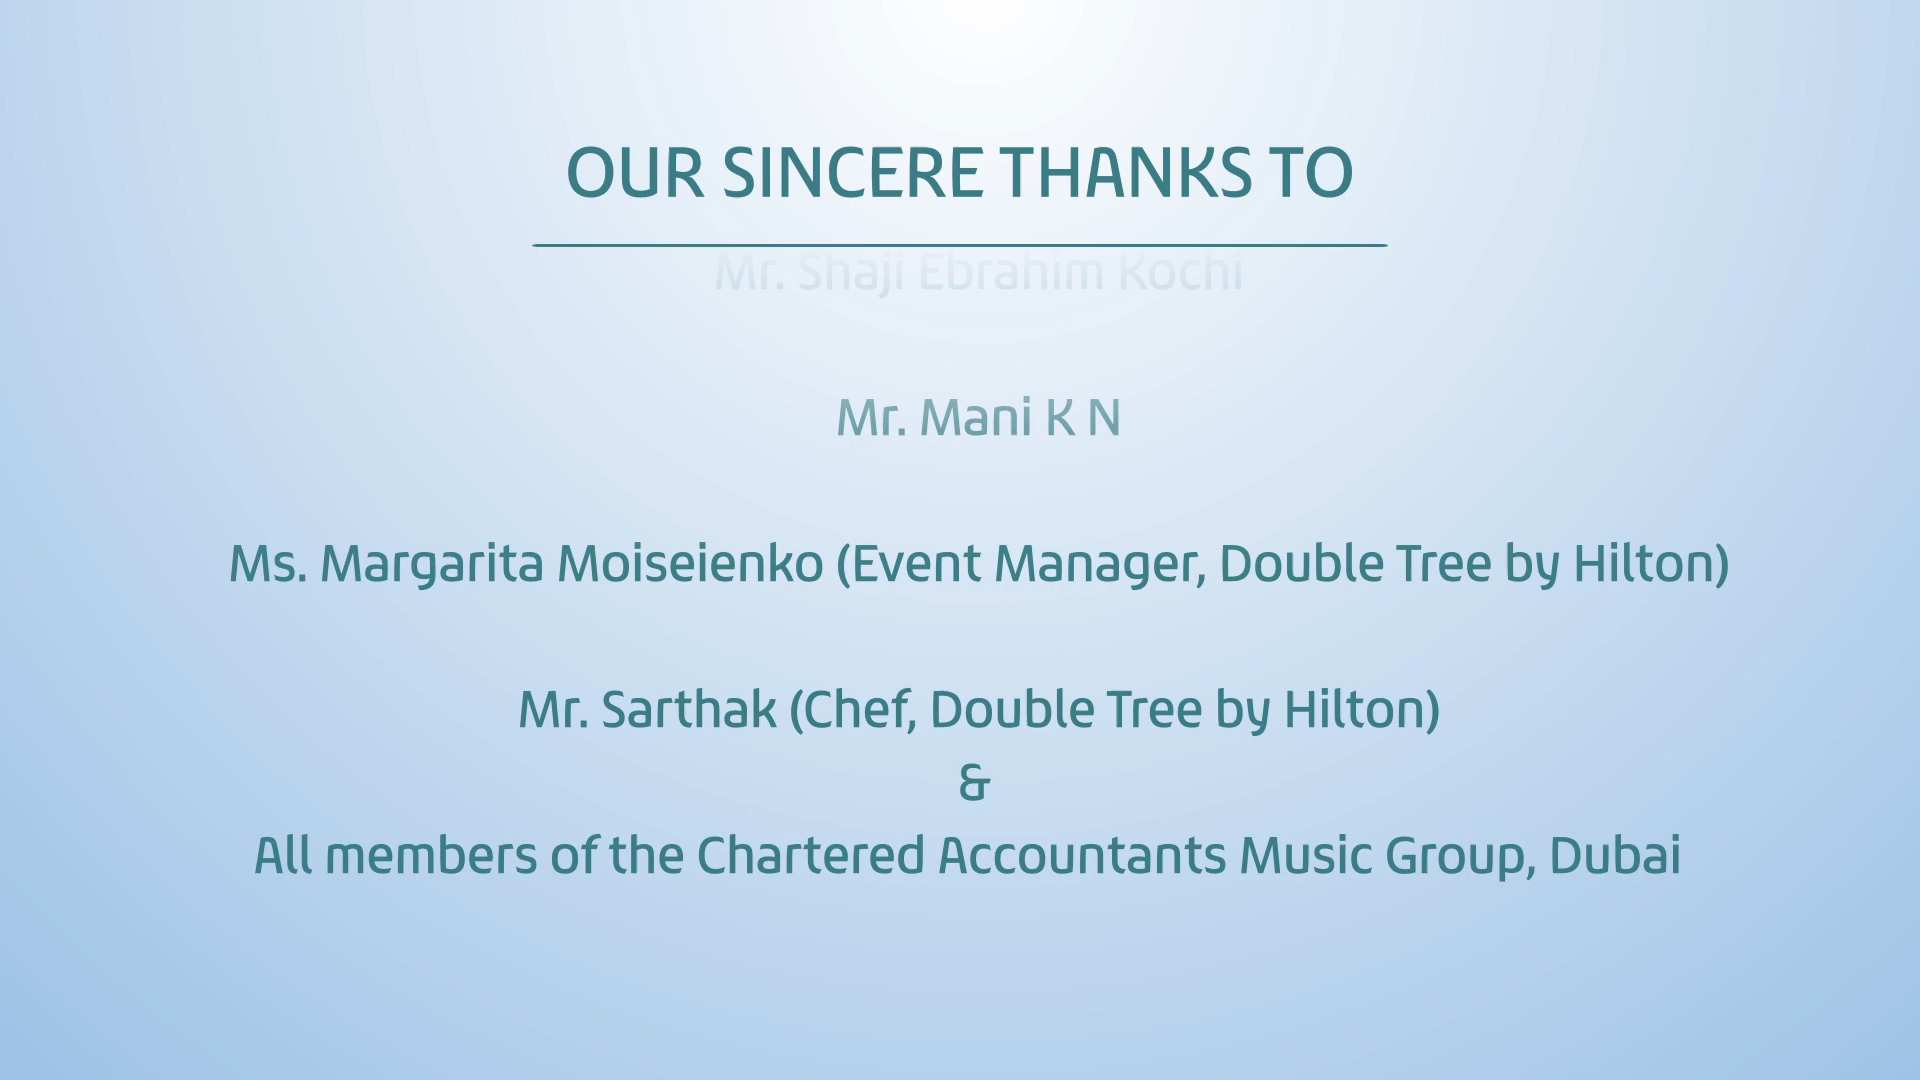 OUR SINCERE THANKS TO
Mr. Shaji Ebrahim Kochi
Mr. Mani K N
Ms. Margarita Moiseienko (Event Manager, Double Tree by Hilton)
Mr. Sarthak (Chef, Double Tree by Hilton)
&
All members of the Chartered Accountants Music Group, Dubai